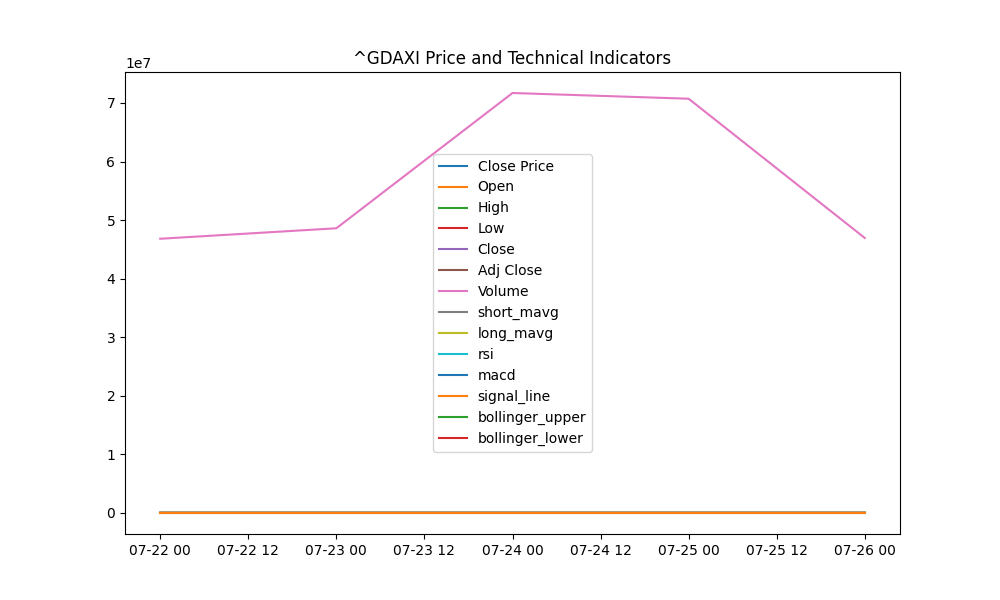 ^GDAXI Price and Technical Indicators
1e7
7
6
5
4
3
2
1
0
Close Price
Open
High
Low
Close
Adj Close
Volume
short_mavg
long_mavg
rsi
macd
signal_line
bollinger_upper
bollinger_lower
07-22 00 07-22 12 07-23 00 07-23 12 07-24 00 07-24 12 07-25 00 07-25 12 07-26 00